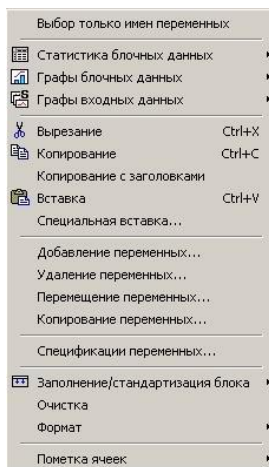 Выбор только имен переменных
Статистика блочных данных
Графы блочных данных
Графы входных данных
Вырезание Ctrl+X
Копирование Ctrl+C
Копирование с заголовками
Вставка Ctrl+V
Специальная вставка...
Добавление переменных...
Удаление переменных...
Перемещение переменных...
Копирование переменных...
Спецификации переменных...
Заполнение/стандартизация блока
Очистка
Формат
Пометка ячеек